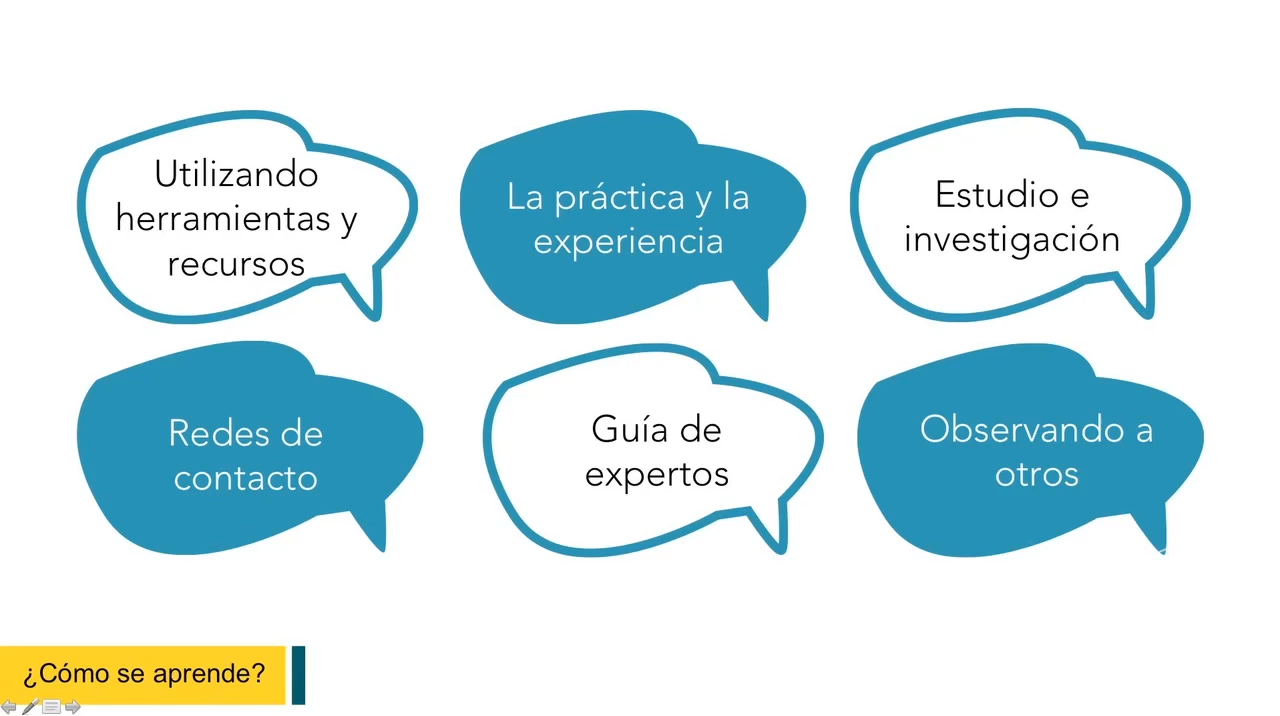 Utilizando
herramientas y
recursos
La práctica y la
experiencia
Estudio e
investigación
Redes de
contacto
Guía de
expertos
Observando a
otros
¿Cómo se aprende?